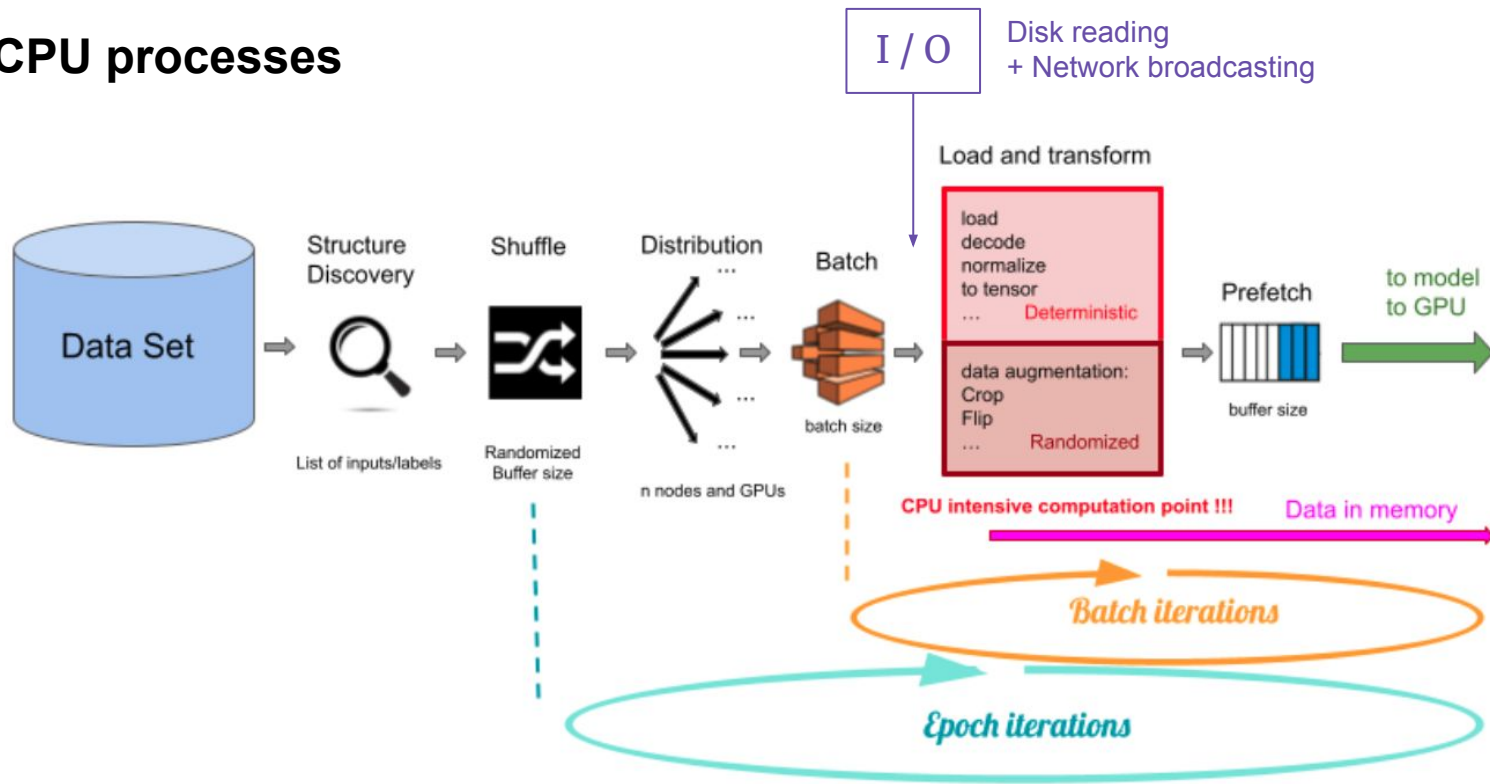 CPU processes
I / O
Disk reading
+ Network broadcasting
Data Set
Structure
Discovery
List of inputs/labels
Shuffle
Randomized
Buffer size
Distribution
...
...
...
...
...
n nodes and GPUs
Batch
batch size
Load and transform
load
decode
normalize
to tensor
... Deterministic
data augmentation:
Crop
Flip
... Randomized
Prefetch
buffer size
to model
to GPU
CPU intensive computation point !!!
Data in memory
Batch iterations
Epoch iterations